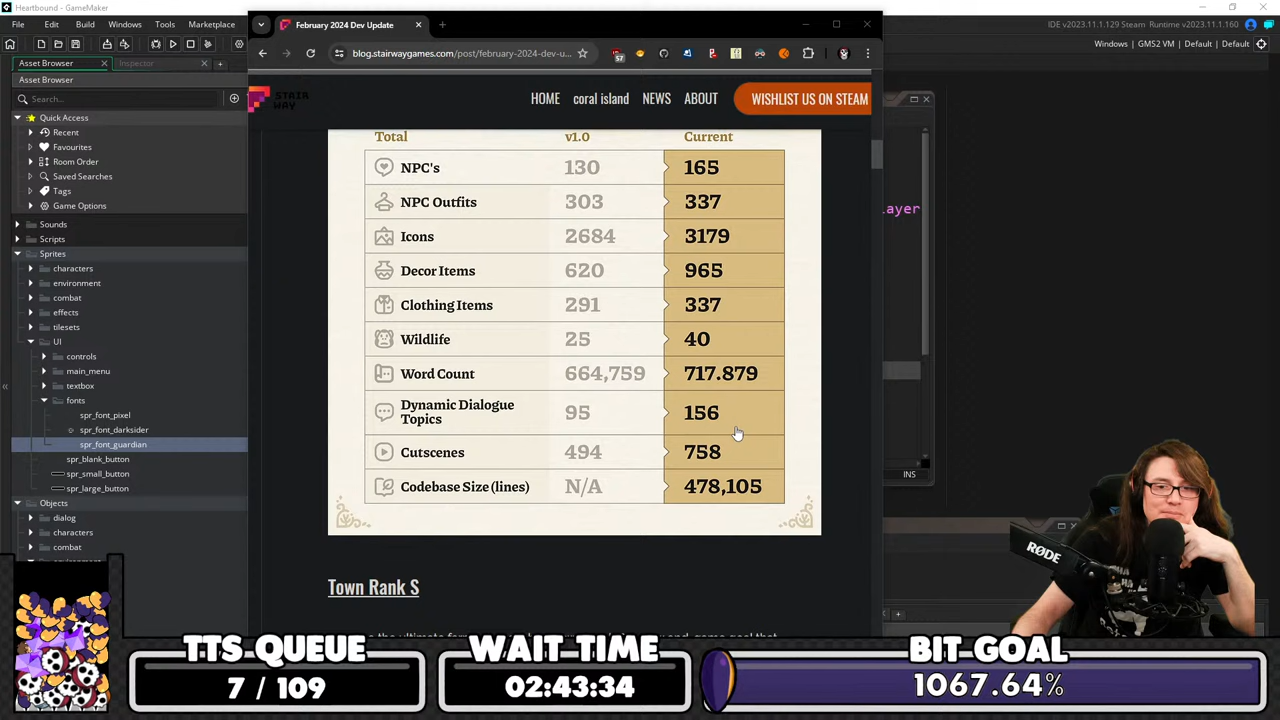 Heartbound - GameMaker
File Edit Build Windows Tools Marketplace
IDE v2023.11.1.129 Steam Runtime v2023.11.1.160
Windows | GMS2 VM | Default | Default
February 2024 Dev Update
blog.stairwaygames.com/post/february-2024-dev-u...
57
Asset Browser
Inspector
Asset Browser
Search...
Quick Access
Recent
Favourites
Room Order
Saved Searches
Tags
Game Options
Sounds
Scripts
Sprites
characters
environment
combat
effects
tilesets
UI
controls
main_menu
textbox
fonts
spr_font_pixel
spr_font_darksider
spr_font_guardian
spr_blank_button
spr_small_button
spr_large_button
Objects
dialog
characters
combat
environment
STAIR WAY
HOME coral island NEWS ABOUT WISHLIST US ON STEAM
Total v1.0 Current
NPC's 130 165
NPC Outfits 303 337
Icons 2684 3179
Decor Items 620 965
Clothing Items 291 337
Wildlife 25 40
Word Count 664,759 717.879
Dynamic Dialogue
Topics 95 156
Cutscenes 494 758
Codebase Size (lines) N/A 478,105
Town Rank S
layer
INS
RØDE
TTS QUEUE
7 / 109
WAIT TIME
02:43:34
BIT GOAL
1067.64%